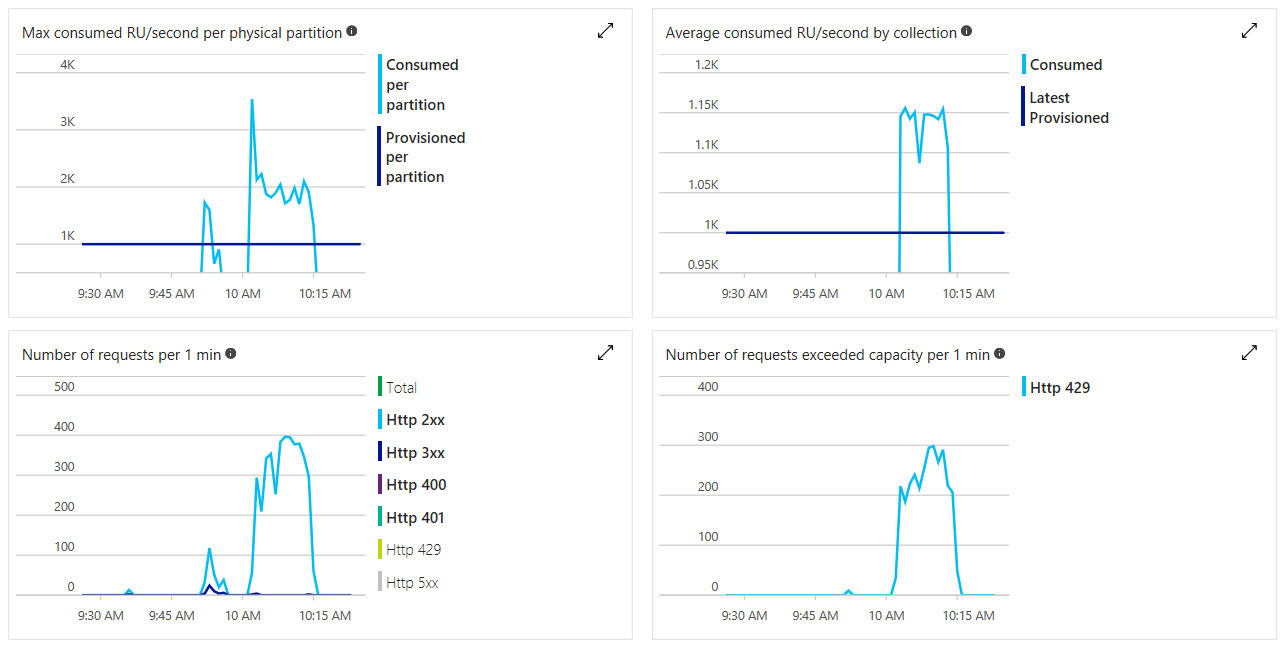 Max consumed RU/second per physical partition
4K
3K
2K
1K
9:30 AM 9:45 AM 10 AM 10:15 AM
Consumed
per
partition
Provisioned
per
partition
Average consumed RU/second by collection
1.2K
1.15K
1.1K
1.05K
1K
0.95K
9:30 AM 9:45 AM 10 AM 10:15 AM
Consumed
Latest
Provisioned
Number of requests per 1 min
500
400
300
200
100
0
9:30 AM 9:45 AM 10 AM 10:15 AM
Total
Http 2xx
Http 3xx
Http 400
Http 401
Http 429
Http 5xx
Number of requests exceeded capacity per 1 min
400
300
200
100
0
9:30 AM 9:45 AM 10 AM 10:15 AM
Http 429